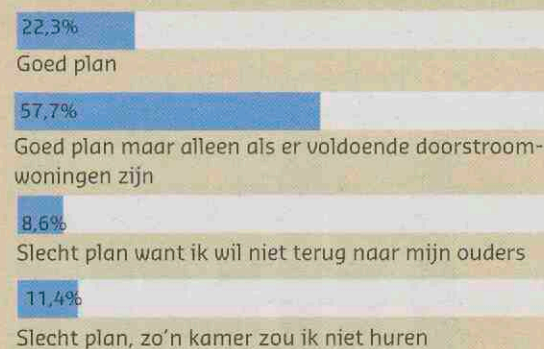 22,3%
Goed plan
57,7%
Goed plan maar alleen als er voldoende doorstroom-
woningen zijn
8,6%
Slecht plan want ik wil niet terug naar mijn ouders
11,4%
Slecht plan, zo'n kamer zou ik niet huren